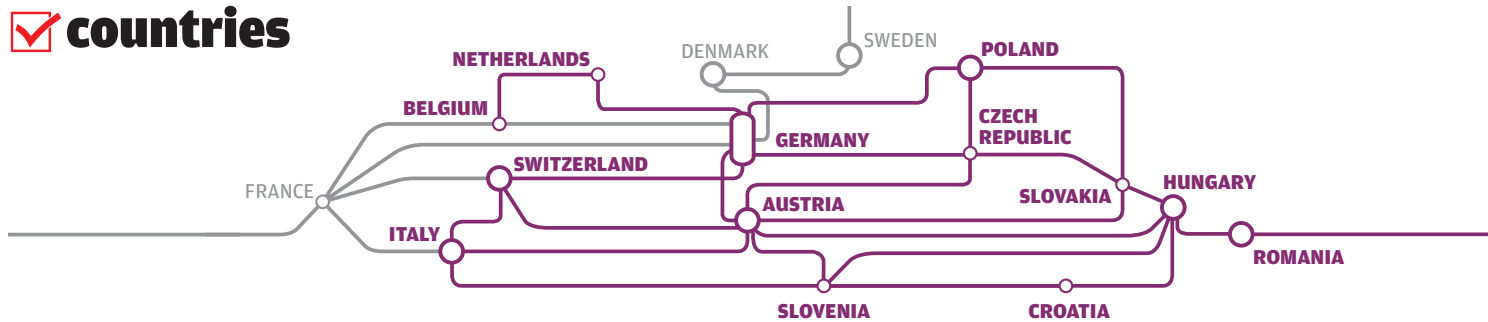 countries
SWEDEN
DENMARK
POLAND
NETHERLANDS
BELGIUM
CZECH
REPUBLIC
GERMANY
SWITZERLAND
FRANCE
HUNGARY
SLOVAKIA
AUSTRIA
ITALY
ROMANIA
SLOVENIA
CROATIA